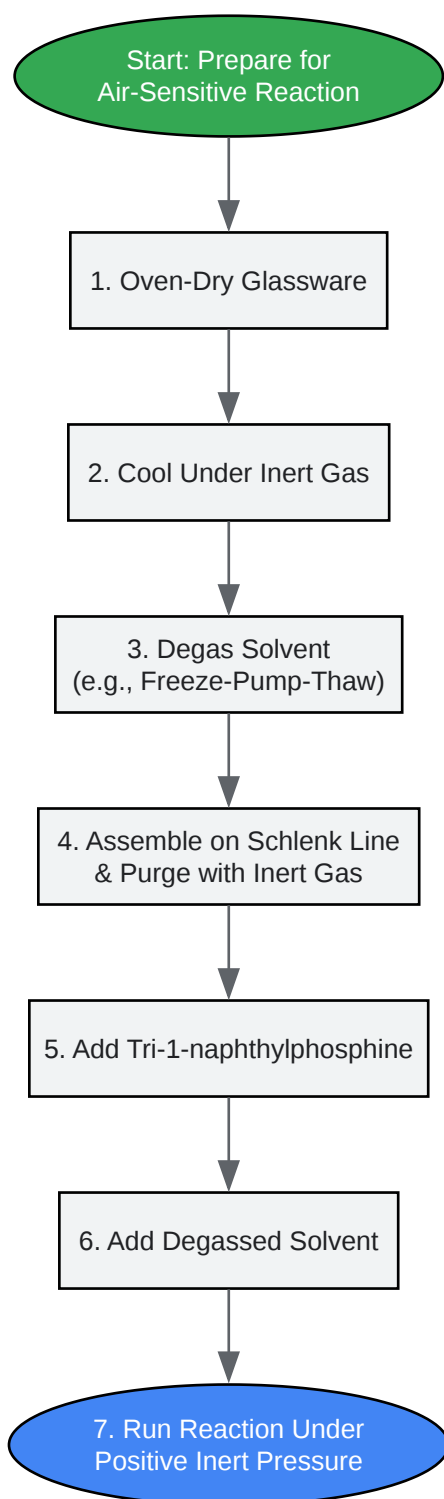 Start: Prepare for
Air-Sensitive Reaction
1. Oven-Dry Glassware
2. Cool Under Inert Gas
3. Degas Solvent
(e.g., Freeze-Pump-Thaw)
4. Assemble on Schlenk Line
& Purge with Inert Gas
5. Add Tri-1-naphthylphosphine
6. Add Degassed Solvent
7. Run Reaction Under
Positive Inert Pressure